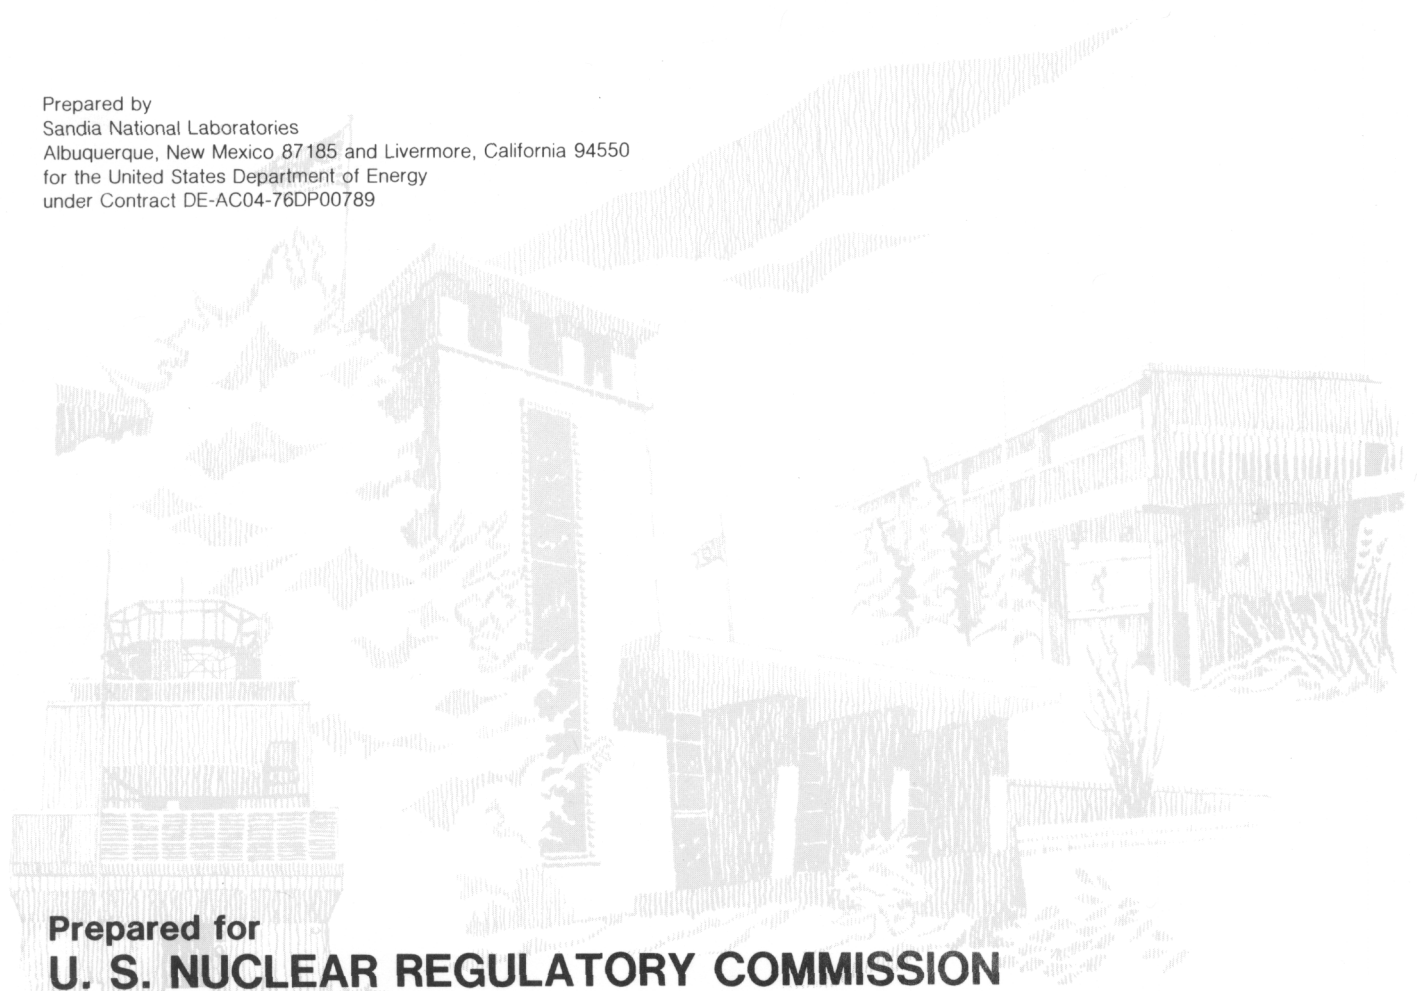 Prepared by
Sandia National Laboratories
Albuquerque, New Mexico 87185 and Livermore, California 94550
for the United States Department of Energy
under Contract DE-AC04-76DP00789
Prepared for
U. S. NUCLEAR REGULATORY COMMISSION